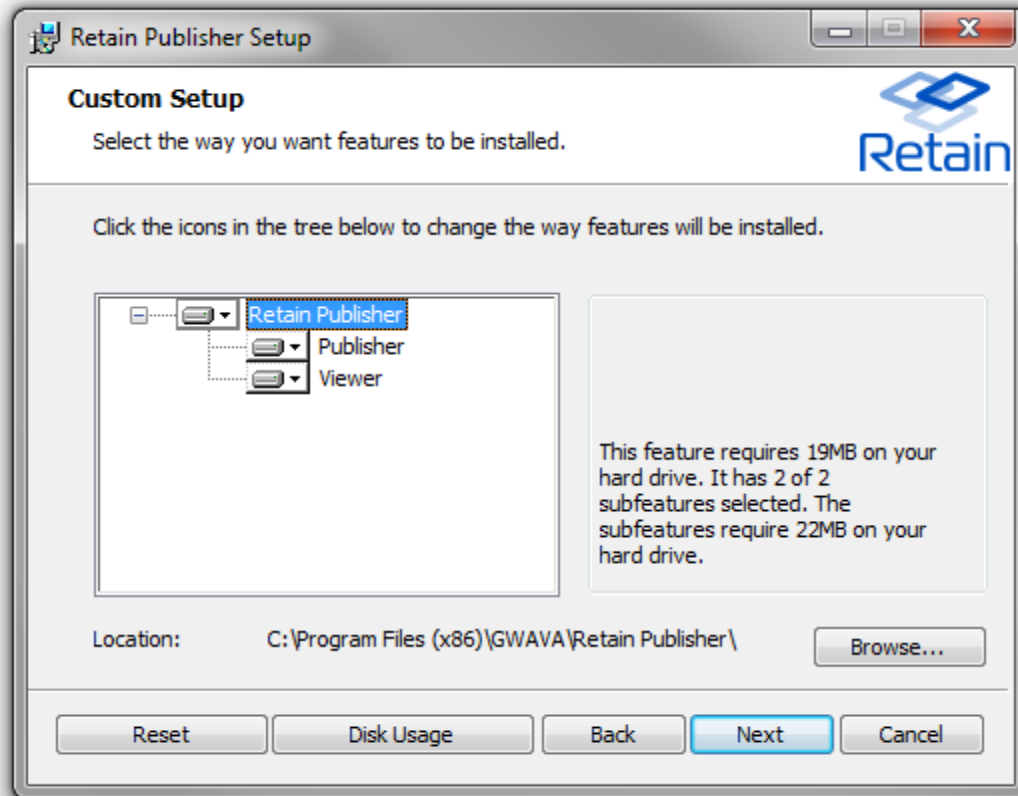 Retain Publisher Setup
Custom Setup
Select the way you want features to be installed.
Retain
Click the icons in the tree below to change the way features will be installed.
Retain Publisher
Publisher
Viewer
This feature requires 19MB on your
hard drive. It has 2 of 2
subfeatures selected. The
subfeatures require 22MB on your
hard drive.
Location: C:\Program Files (x86)\GWAVA\Retain Publisher\ Browse...
Reset Disk Usage Back Next Cancel